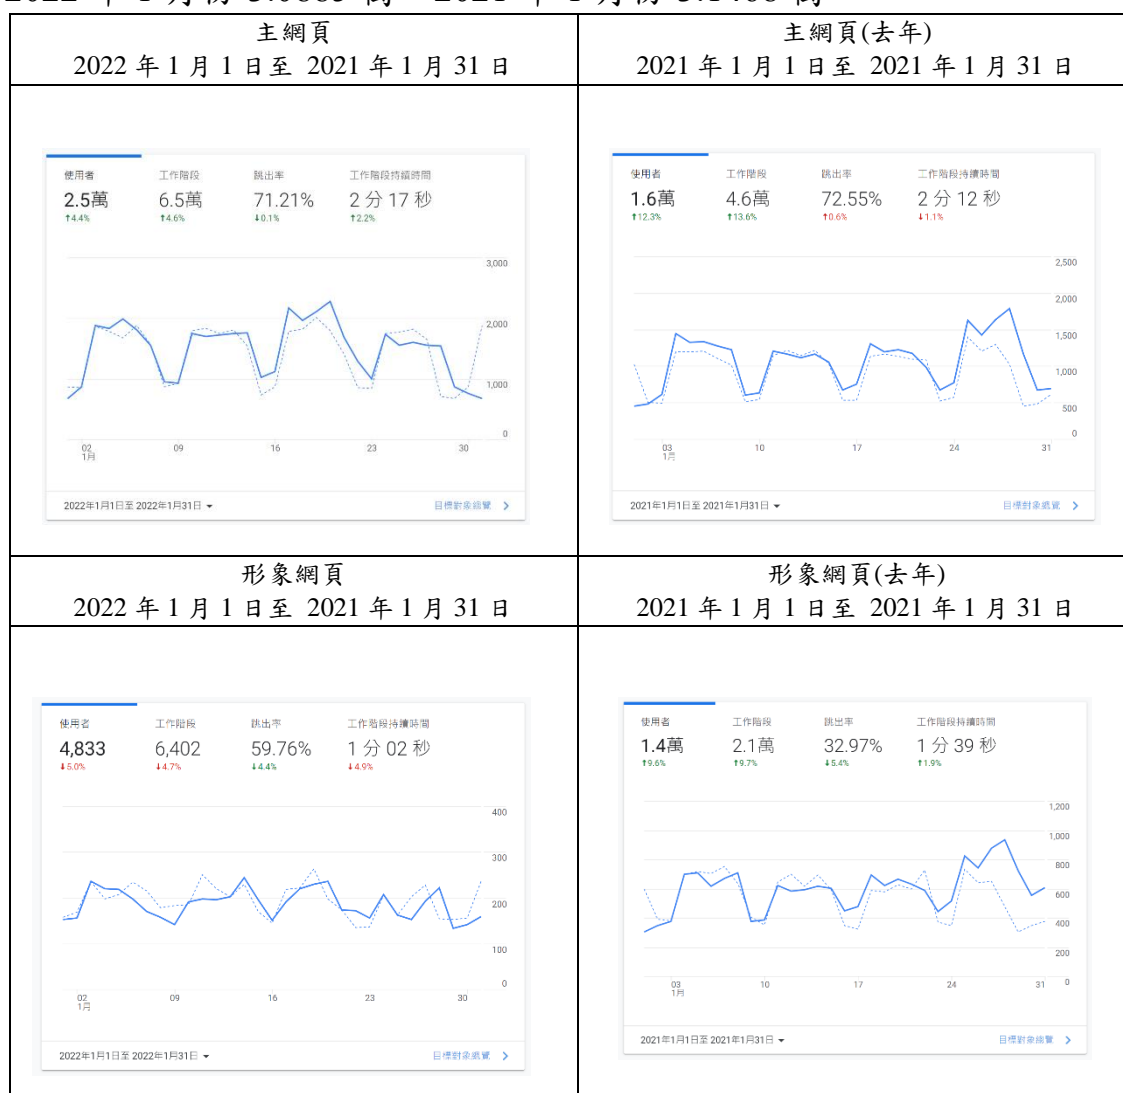 主網頁
2022 年 1 月 1 日至 2021 年 1 月 31 日
主網頁(去年)
2021 年 1 月 1 日至 2021 年 1 月 31 日
使用者 工作階段 跳出率 工作階段持續時間
2.5萬 6.5萬 71.21% 2 分 17 秒
↑4.4% ↑4.6% ↓0.1% ↑2.2%
3,000
2,000
1,000
0
02 09 16 23 30
1月
2022年1月1日至 2022年1月31日
目標對象總覽
使用者 工作階段 跳出率 工作階段持續時間
1.6萬 4.6萬 72.55% 2 分 12 秒
↑12.3% ↑13.6% ↑0.6% ↓1.1%
2,500
2,000
1,500
1,000
500
0
03 10 17 24 31
1月
2021年1月1日至 2021年1月31日
目標對象總覽
形象網頁
2022 年 1 月 1 日至 2021 年 1 月 31 日
形象網頁(去年)
2021 年 1 月 1 日至 2021 年 1 月 31 日
使用者 工作階段 跳出率 工作階段持續時間
4,833 6,402 59.76% 1 分 02 秒
↓5.0% ↓4.7% ↓4.4% ↓4.9%
400
300
200
100
0
02 09 16 23 30
1月
2022年1月1日至 2022年1月31日
目標對象總覽
使用者 工作階段 跳出率 工作階段持續時間
1.4萬 2.1萬 32.97% 1 分 39 秒
↑9.6% ↑9.7% ↓5.4% ↑1.9%
1,200
1,000
800
600
400
200
0
03 10 17 24 31
1月
2021年1月1日至 2021年1月31日
目標對象總覽